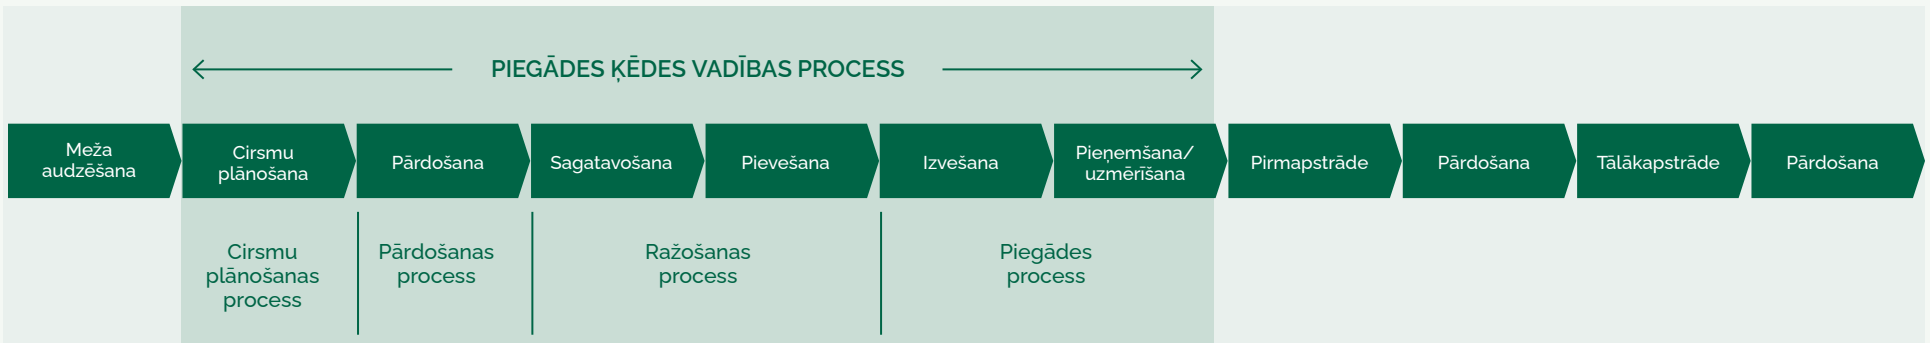 PIEGĀDES ĶĒDES VADĪBAS PROCESS
Meža
audzēšana
Cirsmu
plānošana
Pārdošana
Sagatavošana
Pievešana
Izvešana
Pieņemšana/
uzmērīšana
Pirmapstrāde
Pārdošana
Tālākapstrāde
Pārdošana
Cirsmu
plānošanas
process
Pārdošanas
process
Ražošanas
process
Piegādes
process